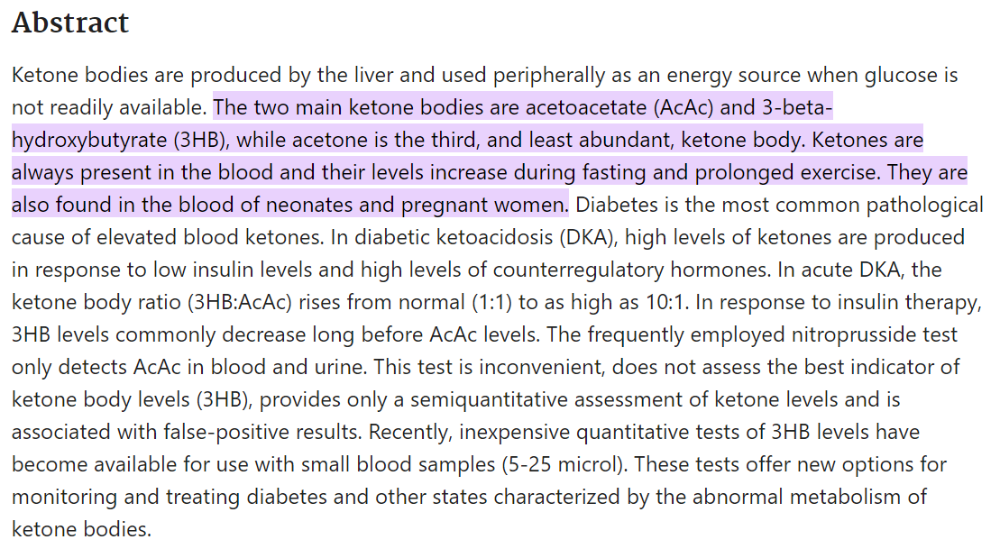 Abstract
Ketone bodies are produced by the liver and used peripherally as an energy source when glucose is
not readily available. The two main ketone bodies are acetoacetate (AcAc) and 3-beta-
hydroxybutyrate (3HB), while acetone is the third, and least abundant, ketone body. Ketones are
always present in the blood and their levels increase during fasting and prolonged exercise. They are
also found in the blood of neonates and pregnant women. Diabetes is the most common pathological
cause of elevated blood ketones. In diabetic ketoacidosis (DKA), high levels of ketones are produced
in response to low insulin levels and high levels of counterregulatory hormones. In acute DKA, the
ketone body ratio (3HB:AcAc) rises from normal (1:1) to as high as 10:1. In response to insulin therapy,
3HB levels commonly decrease long before AcAc levels. The frequently employed nitroprusside test
only detects AcAc in blood and urine. This test is inconvenient, does not assess the best indicator of
ketone body levels (3HB), provides only a semiquantitative assessment of ketone levels and is
associated with false-positive results. Recently, inexpensive quantitative tests of 3HB levels have
become available for use with small blood samples (5-25 microl). These tests offer new options for
monitoring and treating diabetes and other states characterized by the abnormal metabolism of
ketone bodies.